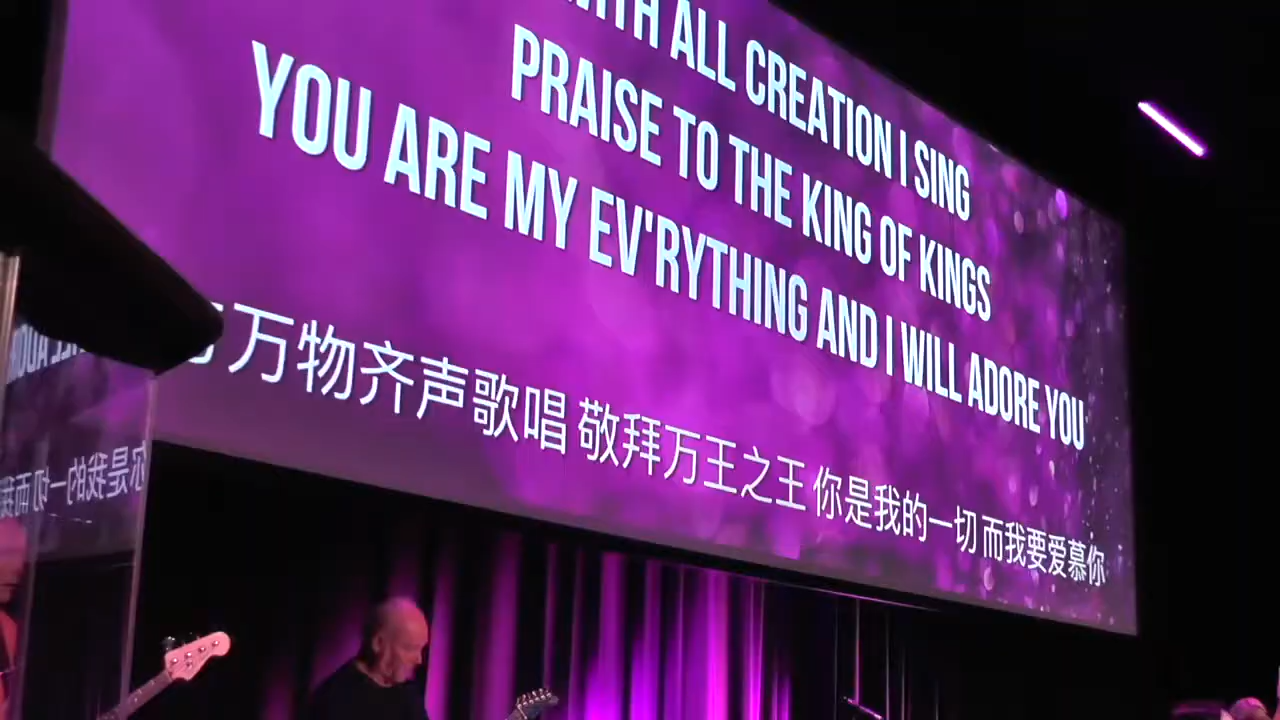 WITH ALL CREATION I SING
PRAISE TO THE KING OF KINGS
YOU ARE MY EV'RYTHING AND I WILL ADORE YOU
万物齐声歌唱 敬拜万王之王 你是我的一切 而我要爱慕你